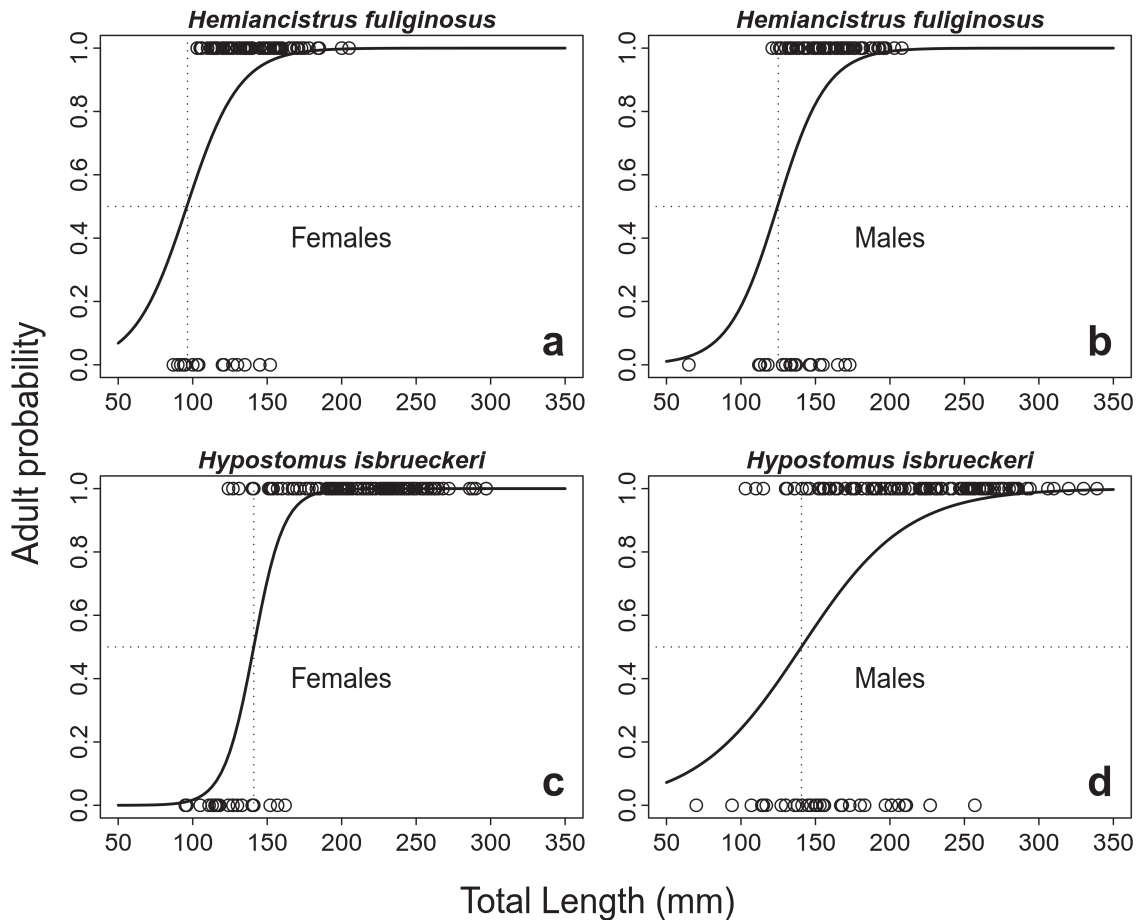 Hemiancistrus fuliginosus
0.0 0.2 0.4 0.6 0.8 1.0
Females
a
50 100 150 200 250 300 350
Hemiancistrus fuliginosus
0.0 0.2 0.4 0.6 0.8 1.0
Males
b
50 100 150 200 250 300 350
Adult probability
Hypostomus isbrueckeri
0.0 0.2 0.4 0.6 0.8 1.0
Females
c
50 100 150 200 250 300 350
Hypostomus isbrueckeri
0.0 0.2 0.4 0.6 0.8 1.0
Males
d
50 100 150 200 250 300 350
Total Length (mm)